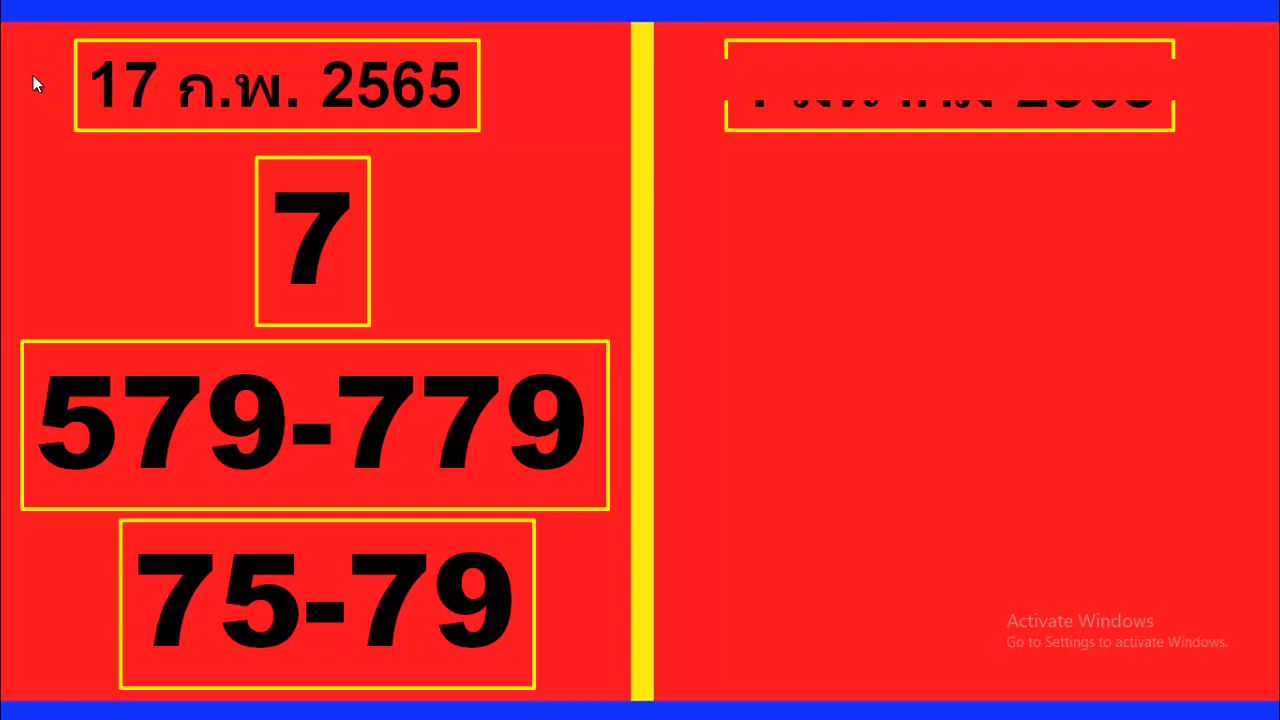 17 ก.พ. 2565
7
579-779
75-79
Activate Windows
Go to Settings to activate Windows.